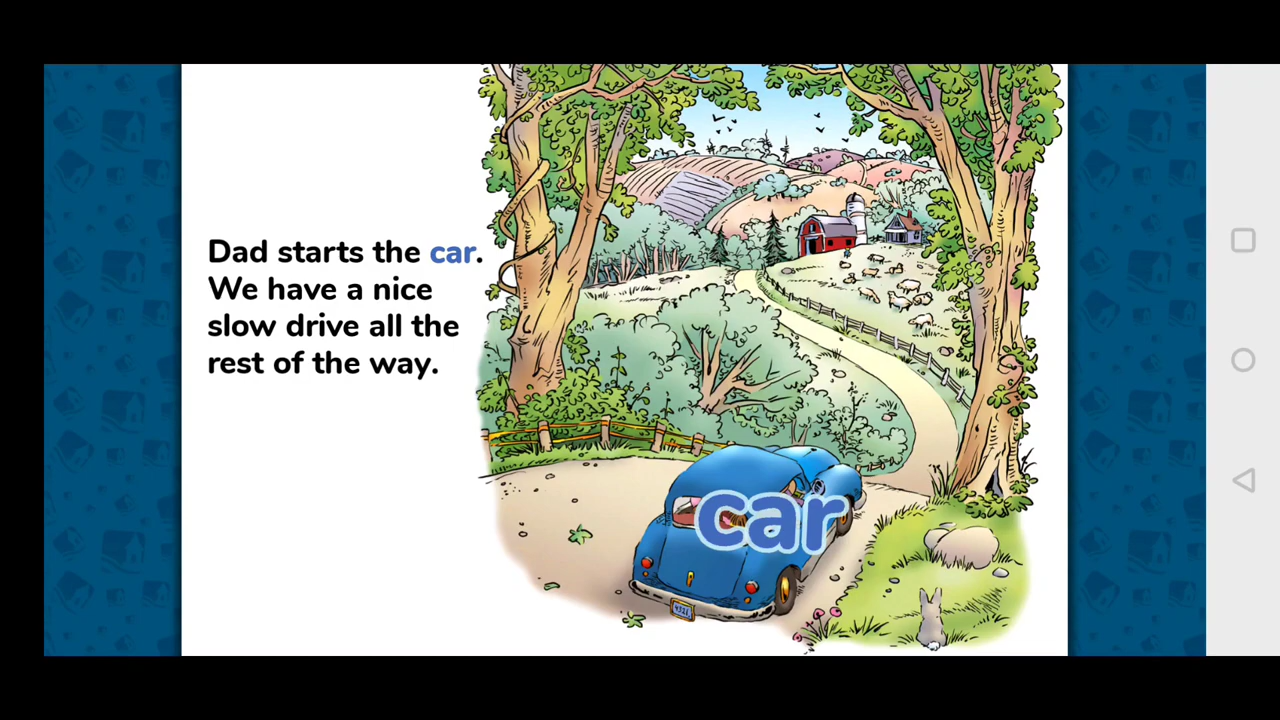 Dad starts the car.
We have a nice
slow drive all the
rest of the way.
car